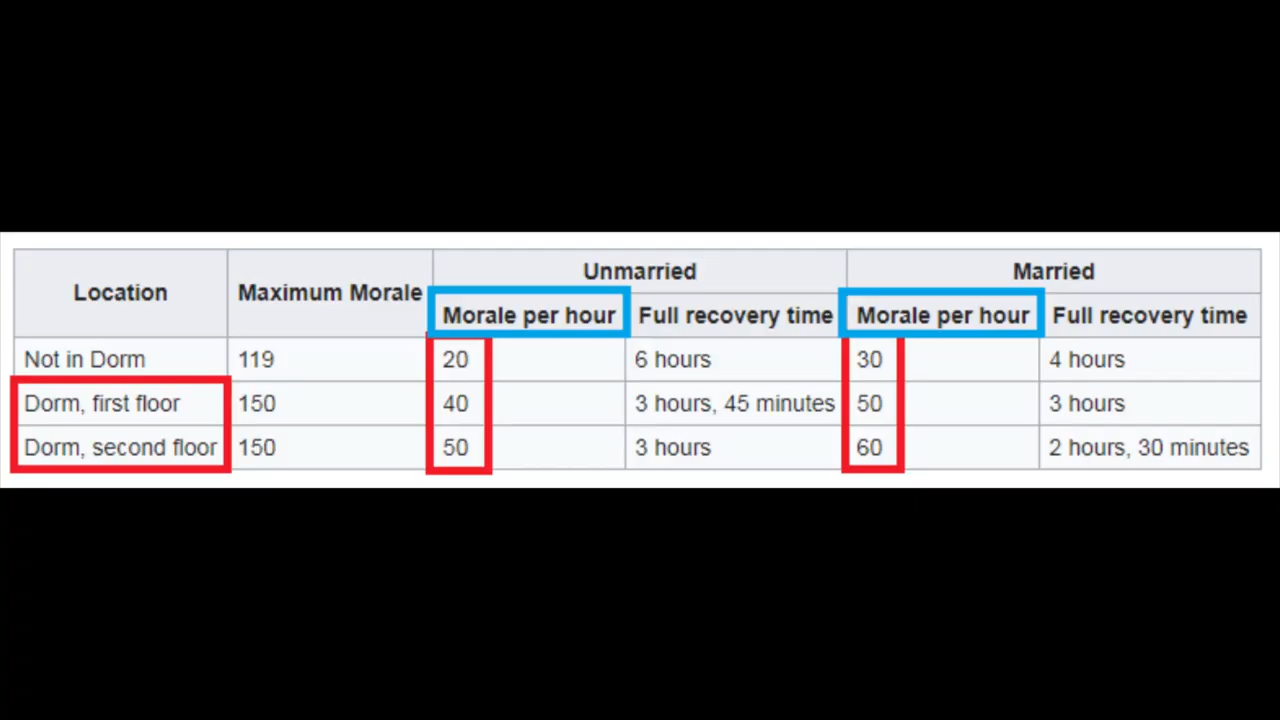 Location Maximum Morale Unmarried Married
Morale per hour Full recovery time Morale per hour Full recovery time
Not in Dorm 119 20 6 hours 30 4 hours
Dorm, first floor 150 40 3 hours, 45 minutes 50 3 hours
Dorm, second floor 150 50 3 hours 60 2 hours, 30 minutes